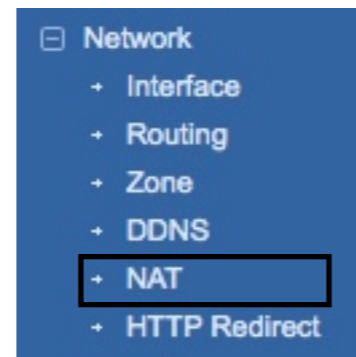 Network
Interface
Routing
Zone
DDNS
NAT
HTTP Redirect